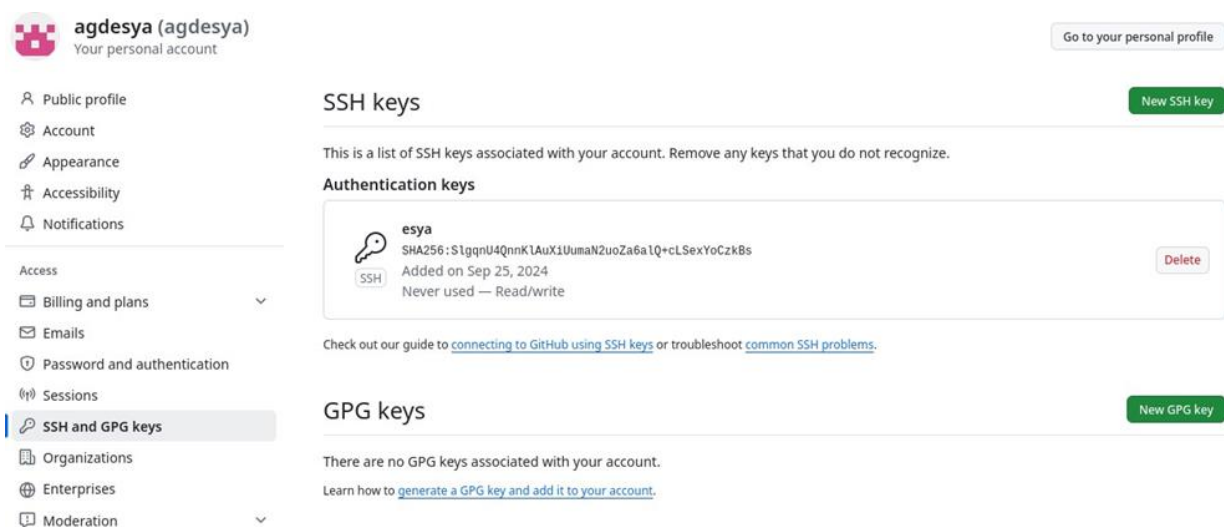 agdesya (agdesya)
Your personal account
Go to your personal profile
Public profile
Account
Appearance
Accessibility
Notifications
Access
Billing and plans
Emails
Password and authentication
Sessions
SSH and GPG keys
Organizations
Enterprises
Moderation
SSH keys
New SSH key
This is a list of SSH keys associated with your account. Remove any keys that you do not recognize.
Authentication keys
esya
SHA256:SlgqnU4QnnKlAuXiUumaN2uoZa6alQ+cLSexYoCzkBs
SSH
Added on Sep 25, 2024
Never used — Read/write
Delete
Check out our guide to connecting to GitHub using SSH keys or troubleshoot common SSH problems.
GPG keys
New GPG key
There are no GPG keys associated with your account.
Learn how to generate a GPG key and add it to your account.